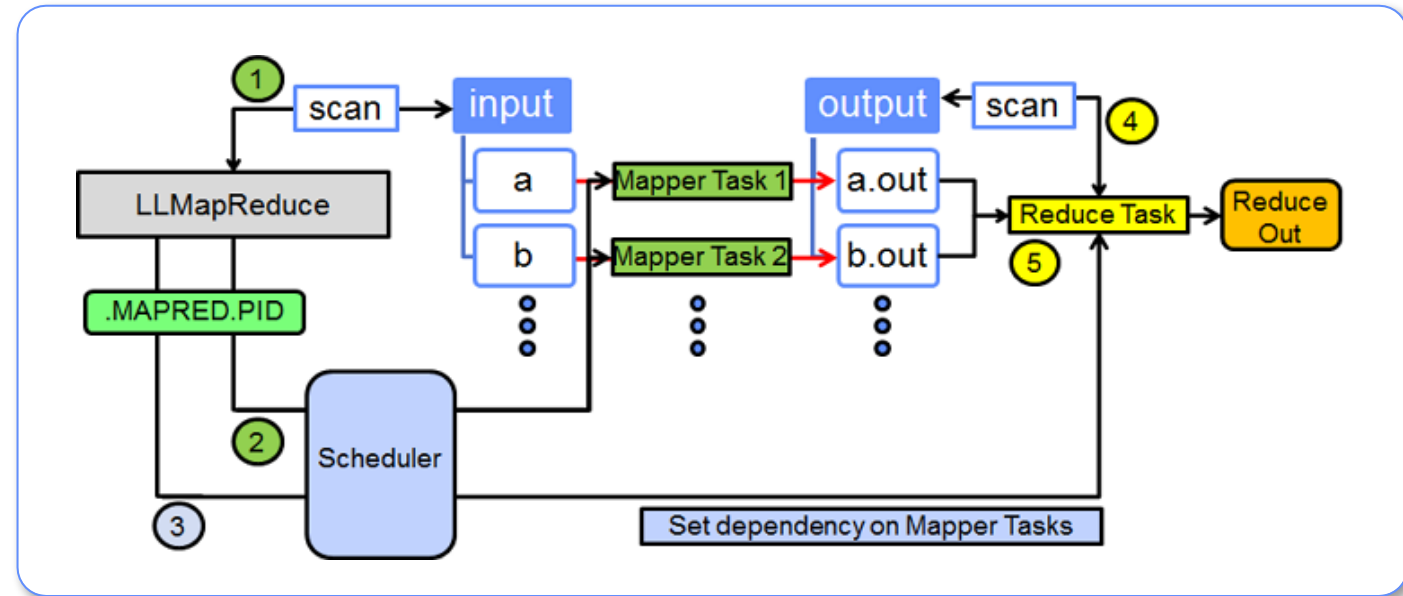 1
scan
input
output
scan
4
a
Mapper Task 1
a.out
LLMapReduce
Reduce Task
Reduce
Out
b
Mapper Task 2
b.out
5
.MAPRED.PID
2
Scheduler
3
Set dependency on Mapper Tasks